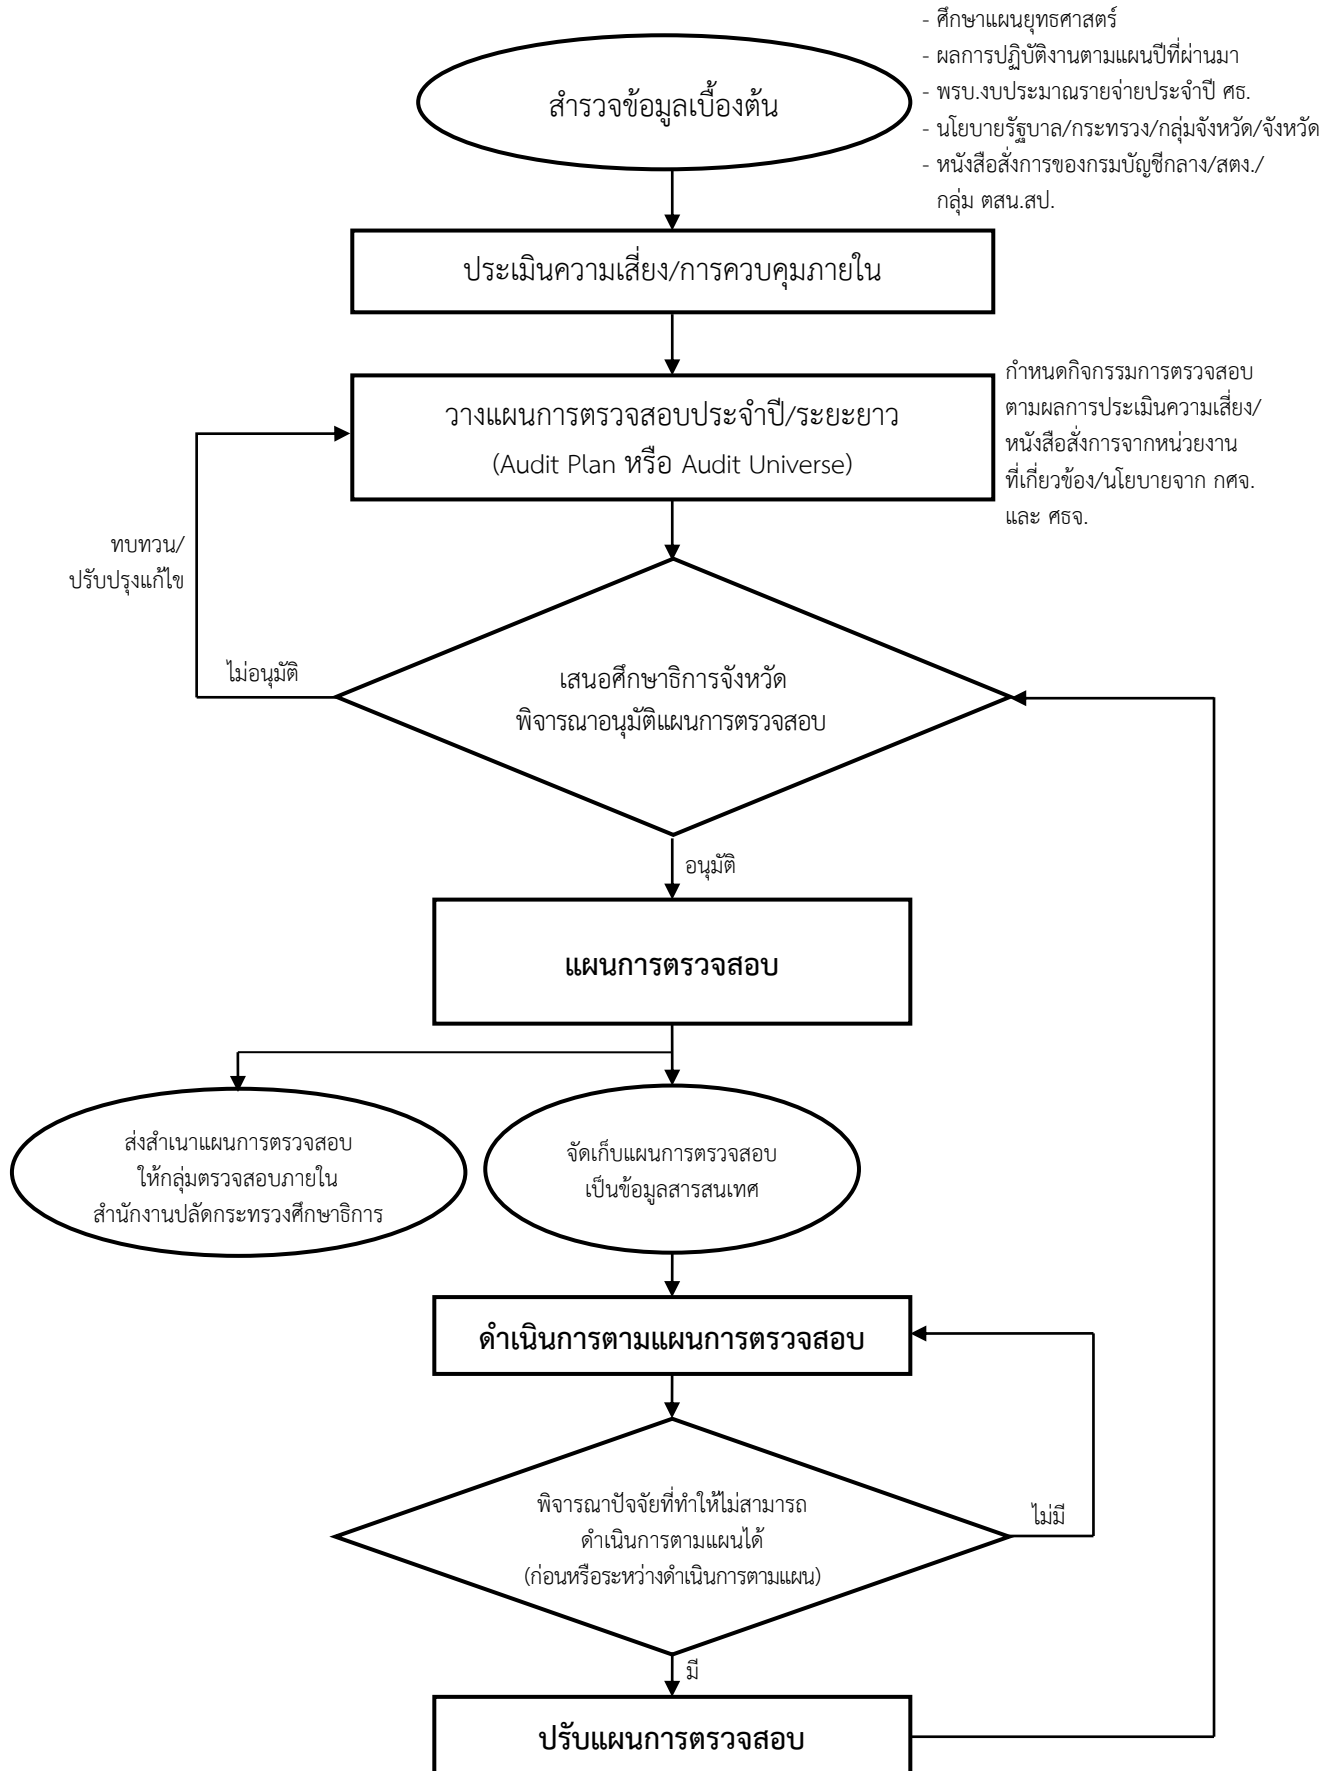 - ศึกษาแผนยุทธศาสตร์
- ผลการปฏิบัติงานตามแผนปีที่ผ่านมา
- พรบ.งบประมาณรายจ่ายประจำปี ศธ.
- นโยบายรัฐบาล/กระทรวง/กลุ่มจังหวัด/จังหวัด
- หนังสือสั่งการของกรมบัญชีกลาง/สตง./
กลุ่ม ตสน.สป.
สำรวจข้อมูลเบื้องต้น
ประเมินความเสี่ยง/การควบคุมภายใน
วางแผนการตรวจสอบประจำปี/ระยะยาว
(Audit Plan หรือ Audit Universe)
กำหนดกิจกรรมการตรวจสอบ
ตามผลการประเมินความเสี่ยง/
หนังสือสั่งการจากหน่วยงาน
ที่เกี่ยวข้อง/นโยบายจาก กศจ.
และ ศธจ.
ทบทวน/
ปรับปรุงแก้ไข
ไม่อนุมัติ
เสนอศึกษาธิการจังหวัด
พิจารณาอนุมัติแผนการตรวจสอบ
อนุมัติ
แผนการตรวจสอบ
ส่งสำเนาแผนการตรวจสอบ
ให้กลุ่มตรวจสอบภายใน
สำนักงานปลัดกระทรวงศึกษาธิการ
จัดเก็บแผนการตรวจสอบ
เป็นข้อมูลสารสนเทศ
ดำเนินการตามแผนการตรวจสอบ
พิจารณาปัจจัยที่ทำให้ไม่สามารถ
ดำเนินการตามแผนได้
(ก่อนหรือระหว่างดำเนินการตามแผน)
ไม่มี
มี
ปรับแผนการตรวจสอบ